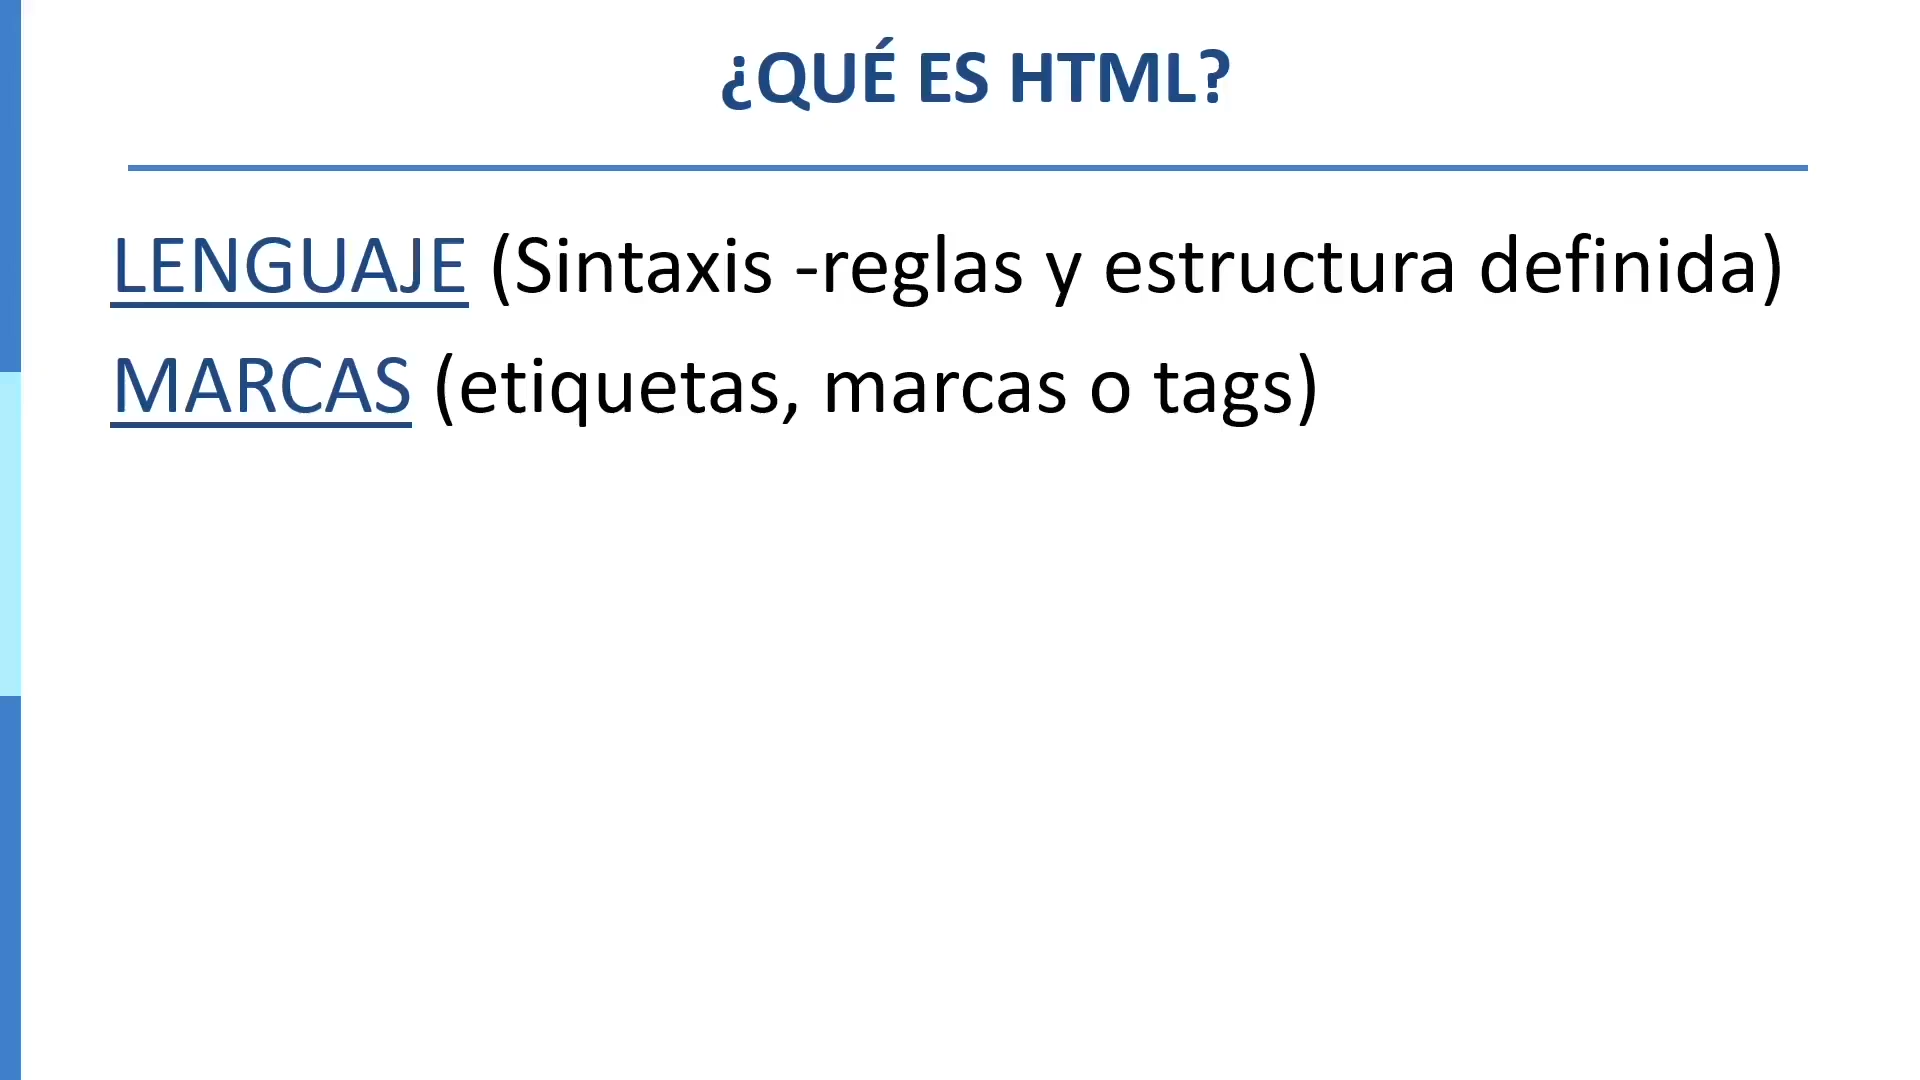 ¿QUÉ ES HTML?
LENGUAJE (Sintaxis -reglas y estructura definida)
MARCAS (etiquetas, marcas o tags)